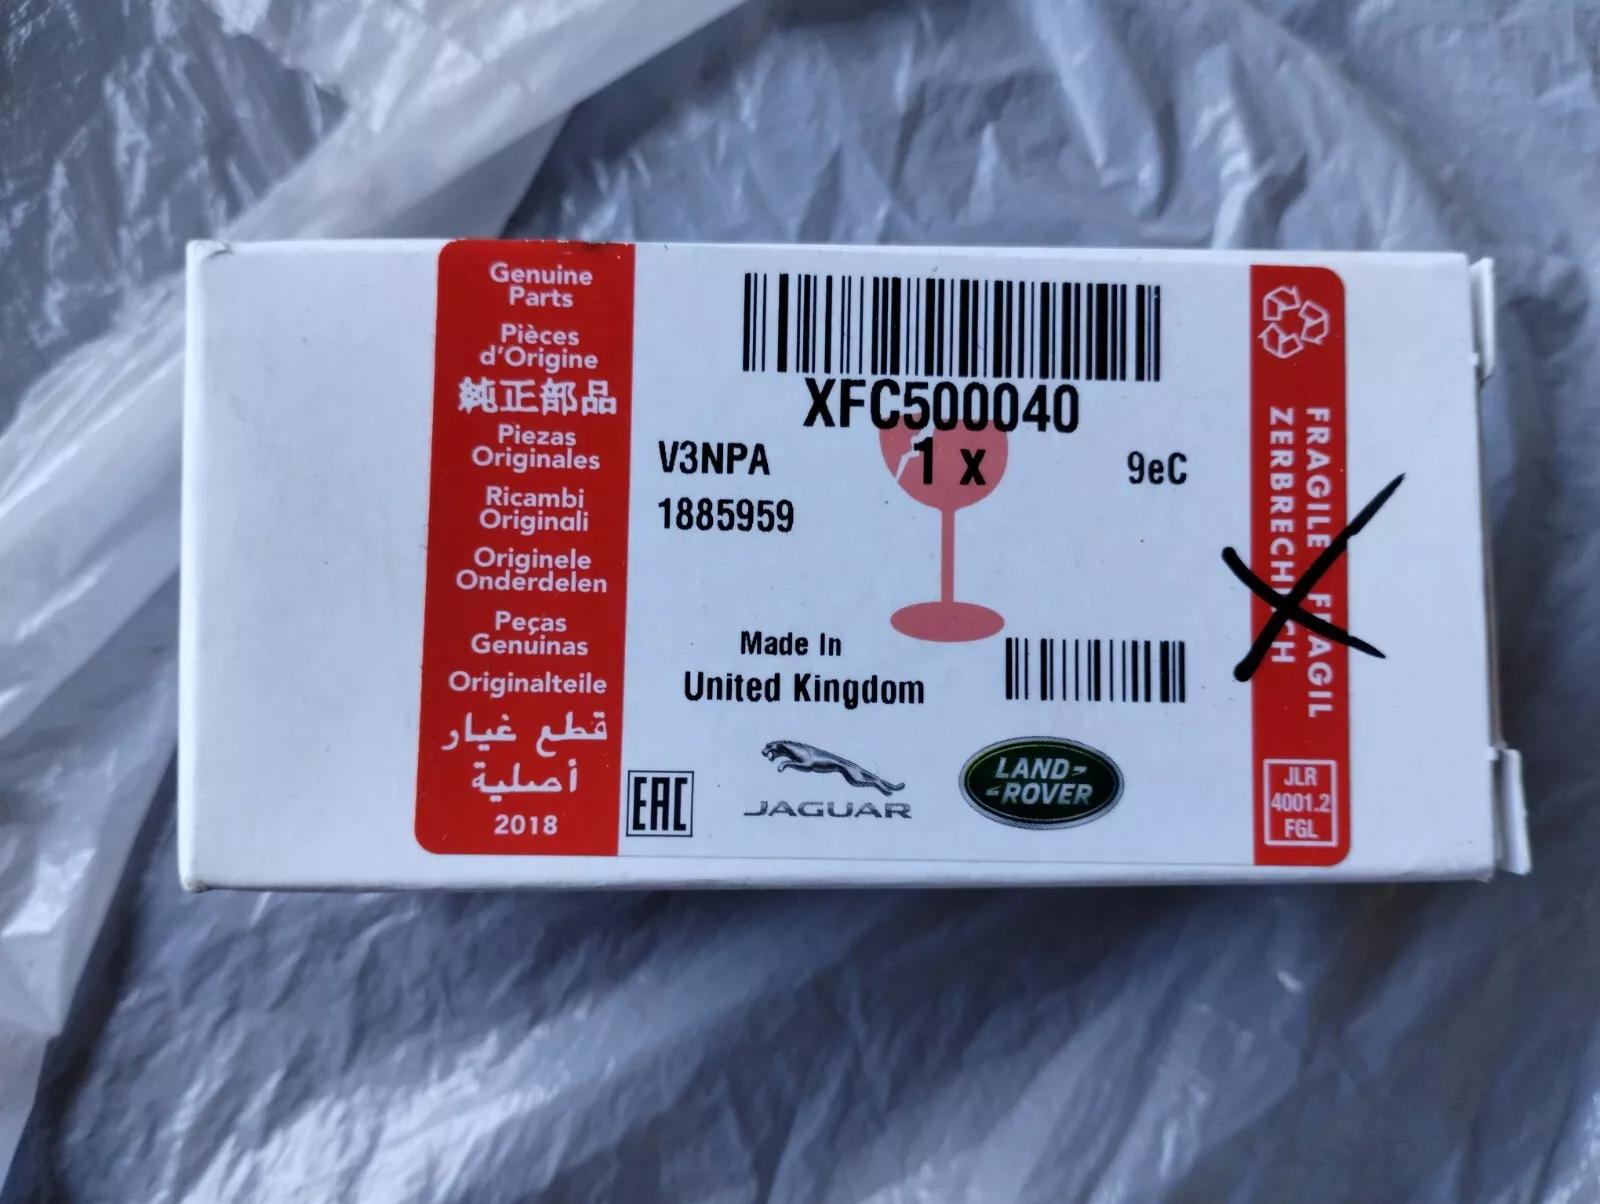 Genuine
Parts
Pièces
d'Origine
純正部品
Piezas
Originales
Ricambi
Originali
Originele
Onderdelen
Peças
Genuinas
Originalteile
قطع غيار
أصلية
2018
XFC500040
V3NPA
1 x
9eC
1885959
Made In
United Kingdom
EAC
JAGUAR
LAND-
-ROVER
FRAGILE FRAGIL
ZERBRECHLICH
JLR
4001.2
FGL